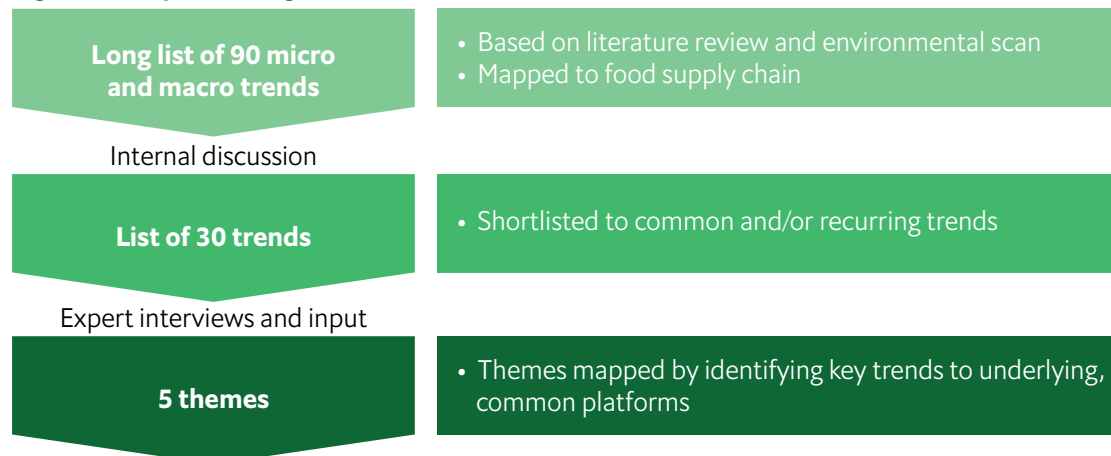 Long list of 90 micro
and macro trends
• Based on literature review and environmental scan
• Mapped to food supply chain
Internal discussion
List of 30 trends
• Shortlisted to common and/or recurring trends
Expert interviews and input
5 themes
• Themes mapped by identifying key trends to underlying,
common platforms